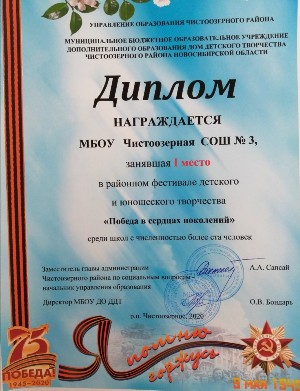 УПРАВЛЕНИЕ ОБРАЗОВАНИЯ ЧИСТООЗЕРНОГО РАЙОНА
МУНИЦИПАЛЬНОЕ БЮДЖЕТНОЕ ОБРАЗОВАТЕЛЬНОЕ УЧРЕЖДЕНИЕ
ДОПОЛНИТЕЛЬНОГО ОБРАЗОВАНИЯ ДОМ ДЕТСКОГО ТВОРЧЕСТВА
ЧИСТООЗЕРНОГО РАЙОНА НОВОСИБИРСКОЙ ОБЛАСТИ
Диплом
НАГРАЖДАЕТСЯ
МБОУ Чистоозерная СОШ № 3,
занявшая I место
в районном фестивале детского
и юношеского творчества
«Победа в сердцах поколений»
среди школ с численностью более ста человек
Заместитель главы администрации
Чистоозерного района по социальным вопросам -
начальник управления образования
А.А. Сапсай
Директор МБОУ ДО ДДТ
О.В. Бондарь
р.п. Чистоозерное, 2020
75
ПОБЕДА!
1945-2020
Я помню
горжусь
9 МАЯ